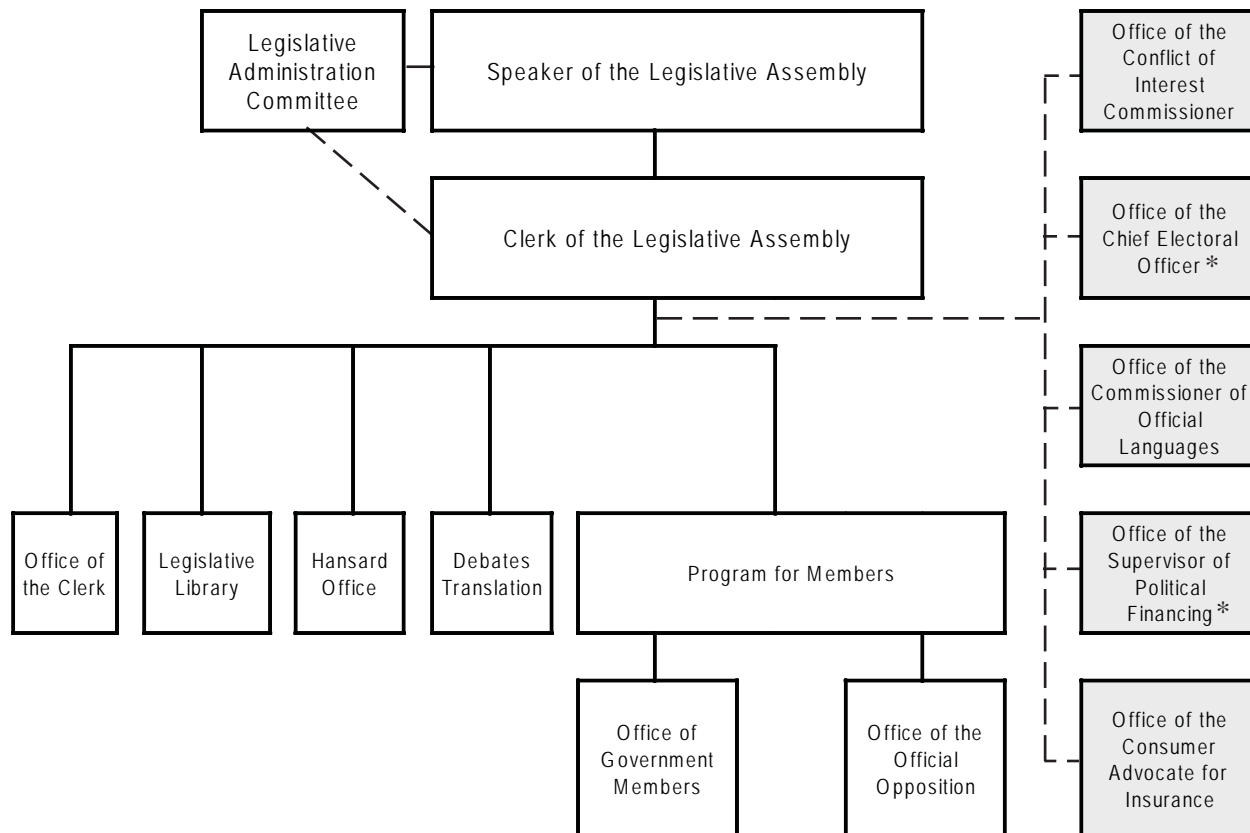 Legislative
Administration
Committee
Speaker of the Legislative Assembly
Office of the
Conflict of
Interest
Commissioner
Clerk of the Legislative Assembly
Office of the
Chief Electoral
Officer *
Office of the
Commissioner of
Official
Languages
Office of
the Clerk
Legislative
Library
Hansard
Office
Debates
Translation
Program for Members
Office of the
Supervisor of
Political
Financing *
Office of
Government
Members
Office of the
Official
Opposition
Office of the
Consumer
Advocate for
Insurance